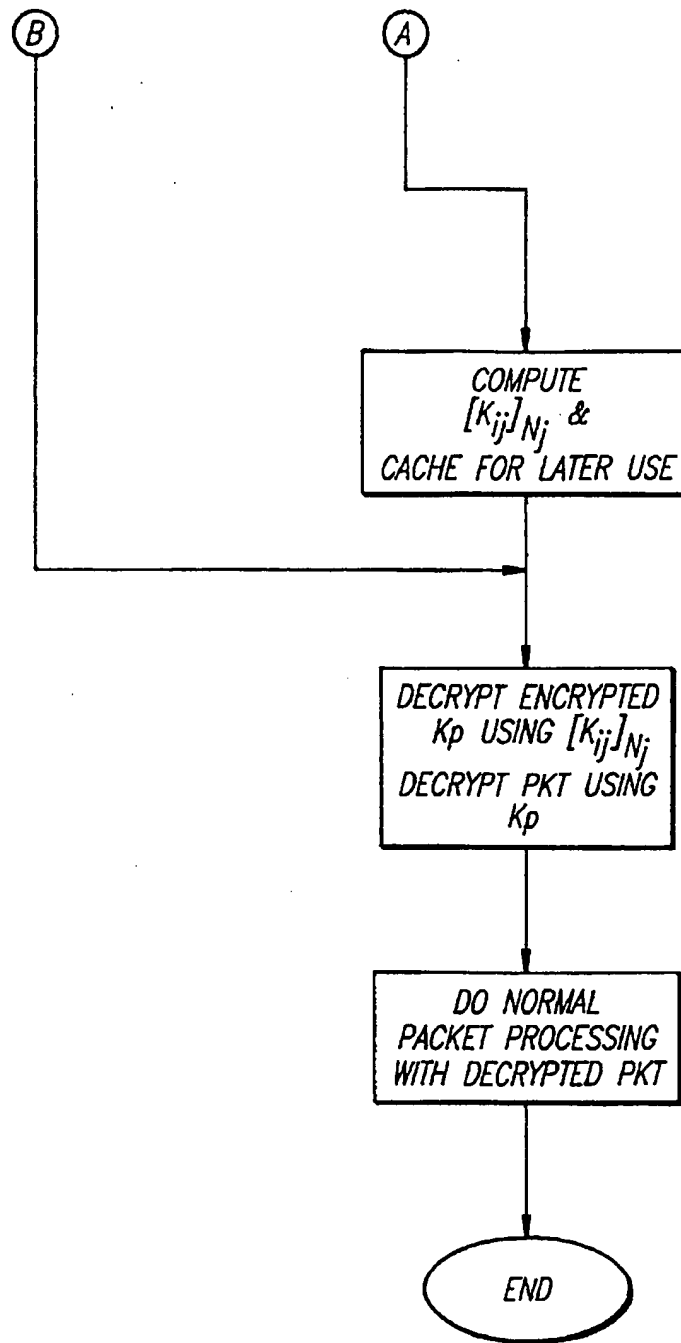 B
A
COMPUTE
[Kij]Nj &
CACHE FOR LATER USE
DECRYPT ENCRYPTED
Kp USING [Kij]Nj
DECRYPT PKT USING
Kp
DO NORMAL
PACKET PROCESSING
WITH DECRYPTED PKT
END